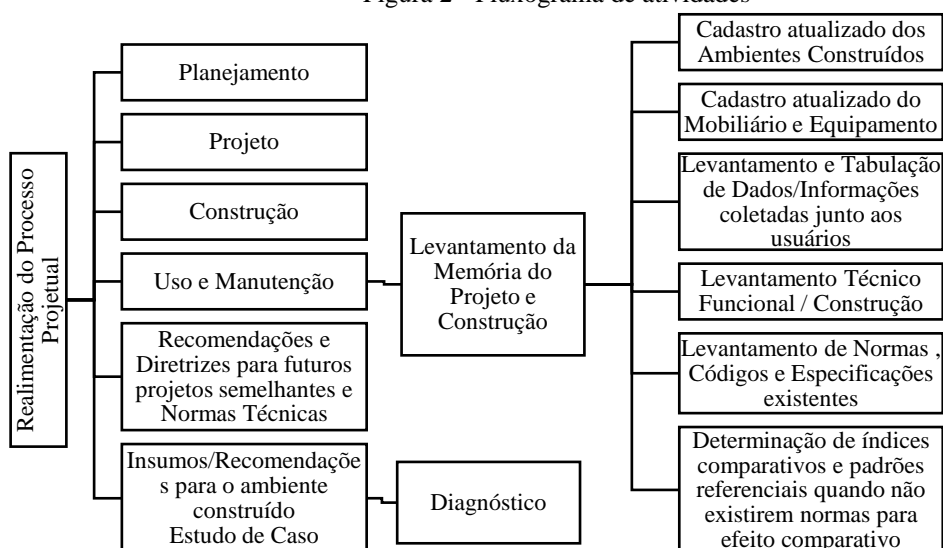 Figura 2 - Fluxograma de atividades
Realimentação do Processo
Projetual
Planejamento
Projeto
Construção
Uso e Manutenção
Recomendações e
Diretrizes para futuros
projetos semelhantes e
Normas Técnicas
Insumos/Recomendaçõe
s para o ambiente
construído
Estudo de Caso
Levantamento da
Memória do
Projeto e
Construção
Diagnóstico
Cadastro atualizado dos
Ambientes Construídos
Cadastro atualizado do
Mobiliário e Equipamento
Levantamento e Tabulação
de Dados/Informações
coletadas junto aos
usuários
Levantamento Técnico
Funcional / Construção
Levantamento de Normas ,
Códigos e Especificações
existentes
Determinação de índices
comparativos e padrões
referenciais quando não
existirem normas para
efeito comparativo